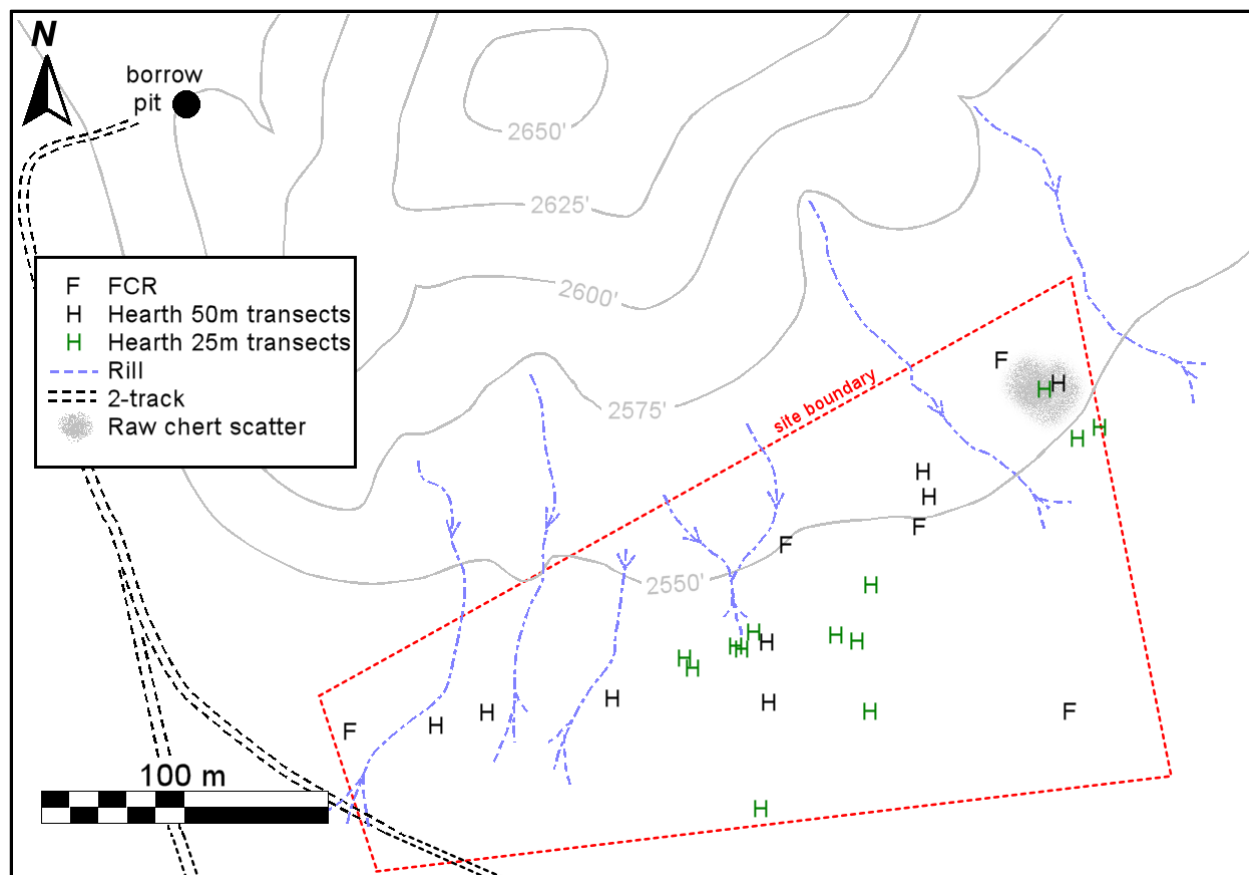 N
borrow
pit
2650'
2625'
2600'
2575'
2550'
site boundary
F FCR
H Hearth 50m transects
H Hearth 25m transects
Rill
2-track
Raw chert scatter
F
H
H
H
H
H
H
F
F
H
H
H
H
H
H
H
H
H
H
H
H
H
H
F
H
H
F
H
100 m